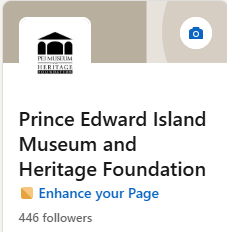 PEI MUSEUM
HERITAGE
FOUNDATION
Prince Edward Island
Museum and
Heritage Foundation
Enhance your Page
446 followers